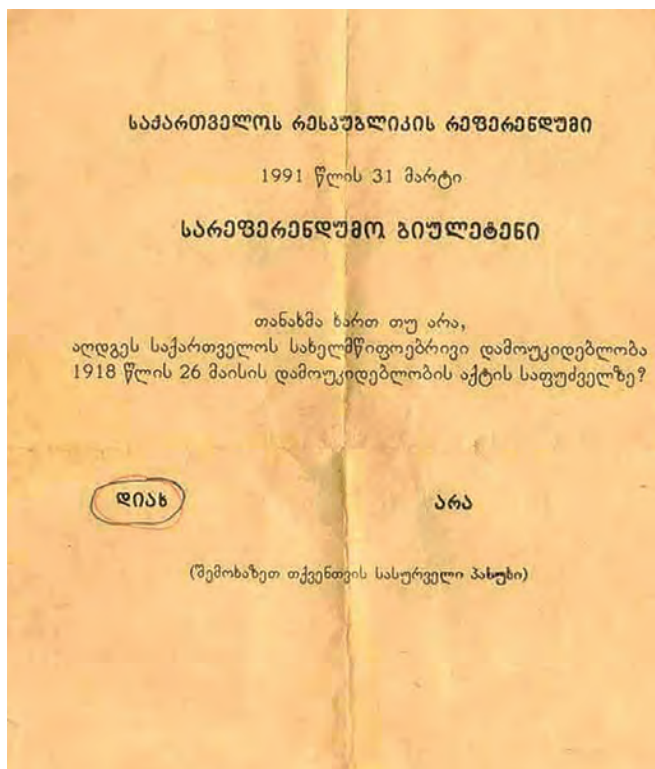 საქართველოს რესპუბლიკის რეფერენდუმი
1991 წლის 31 მარტი
სარეფერენდუმო ბიულეტენი
თანახმა ხართ თუ არა,
აღდგეს საქართველოს სახელმწიფოებრივი დამოუკიდებლობა
1918 წლის 26 მაისის დამოუკიდებლობის აქტის საფუძველზე?
დიახ არა
(შემოხაზეთ თქვენთვის სასურველი პასუხი)